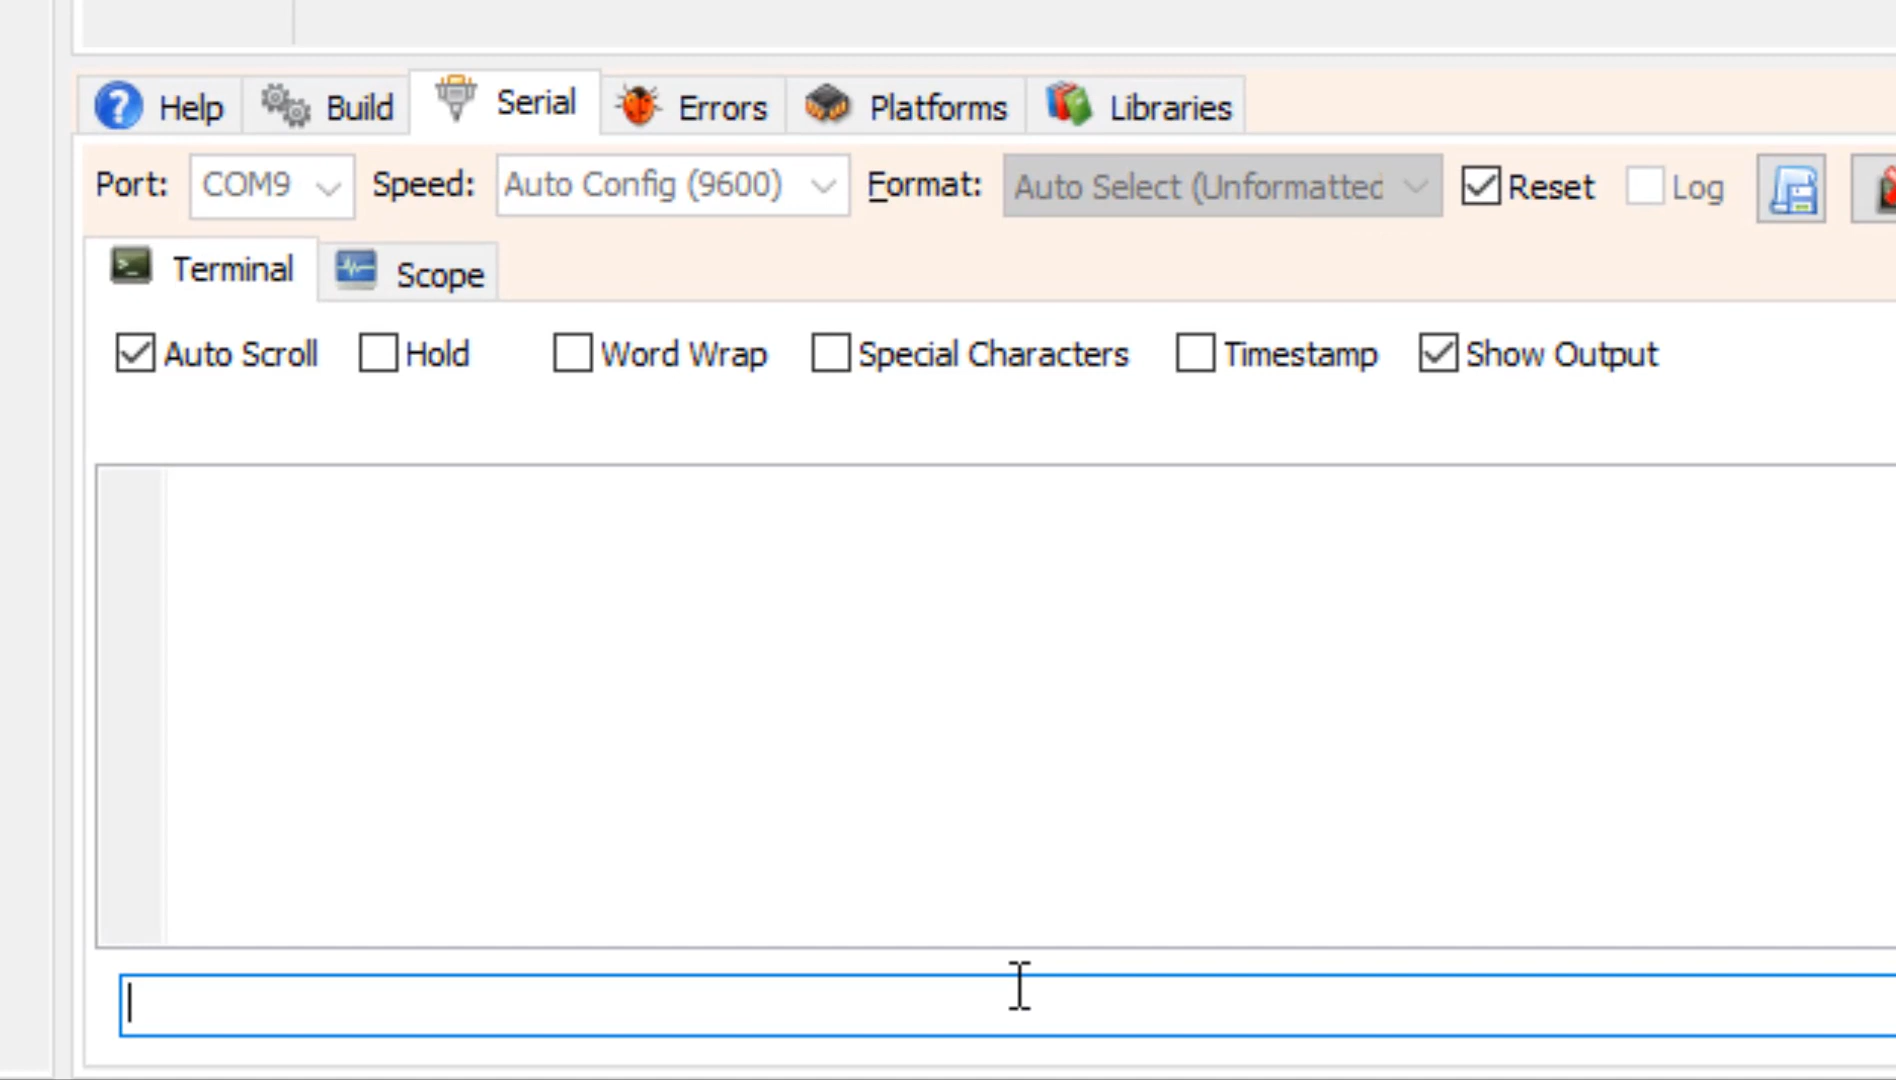 Help Build Serial Errors Platforms Libraries
Port: COM9 Speed: Auto Config (9600) Format: Auto Select (Unformatted Reset Log
Terminal Scope
Auto Scroll Hold Word Wrap Special Characters Timestamp Show Output